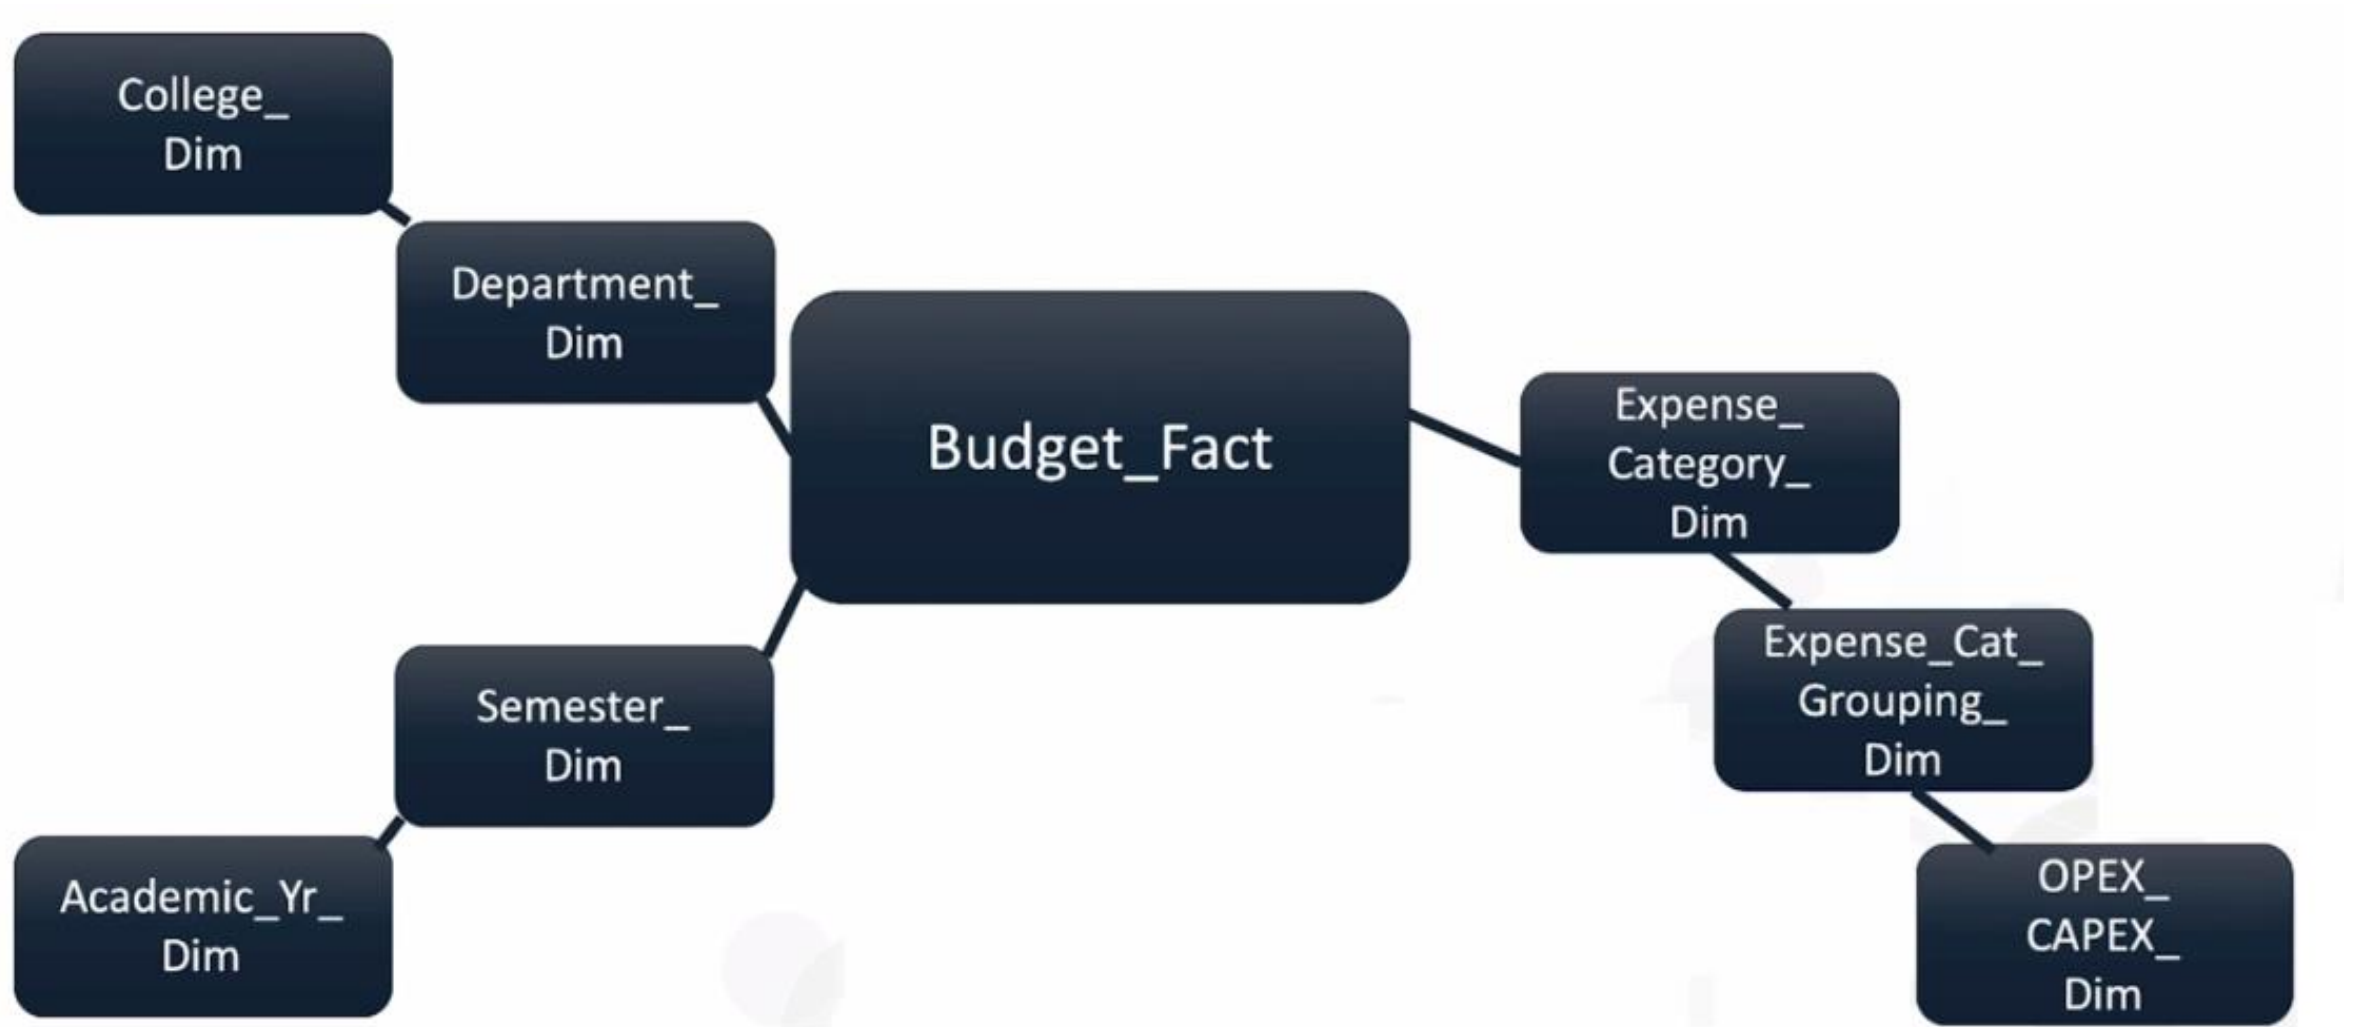 College_
Dim
Department_
Dim
Budget_Fact
Expense_
Category_
Dim
Expense_Cat_
Grouping_
Dim
Semester_
Dim
Academic_Yr_
Dim
OPEX_
CAPEX_
Dim